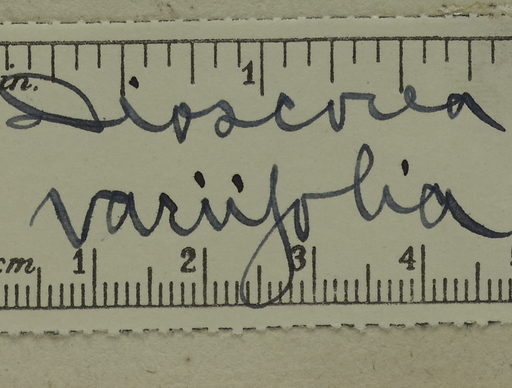 in. 1
Dioscorea
variifolia
cm 1 2 3 4